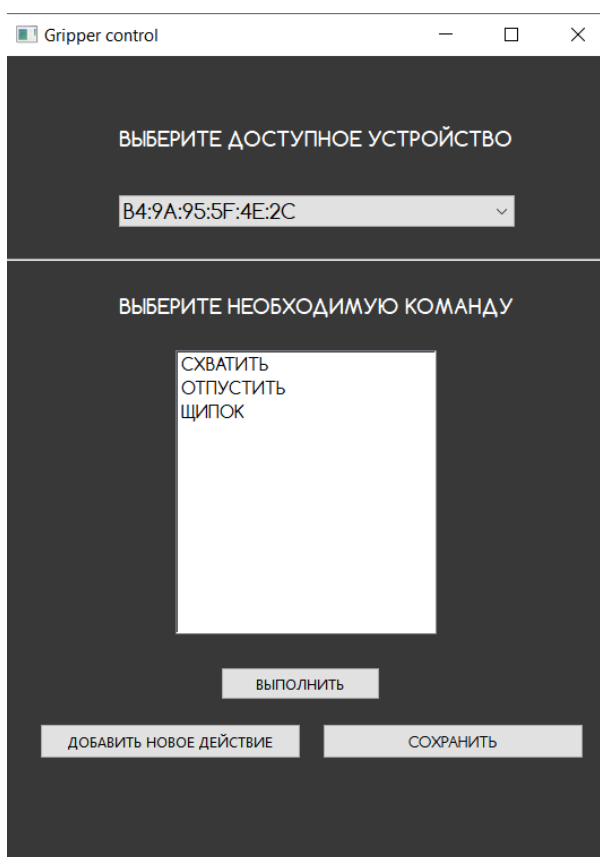 Gripper control
ВЫБЕРИТЕ ДОСТУПНОЕ УСТРОЙСТВО
B4:9A:95:5F:4E:2C
ВЫБЕРИТЕ НЕОБХОДИМУЮ КОМАНДУ
СХВАТИТЬ
ОТПУСТИТЬ
ЩИПОК
ВЫПОЛНИТЬ
ДОБАВИТЬ НОВОЕ ДЕЙСТВИЕ СОХРАНИТЬ